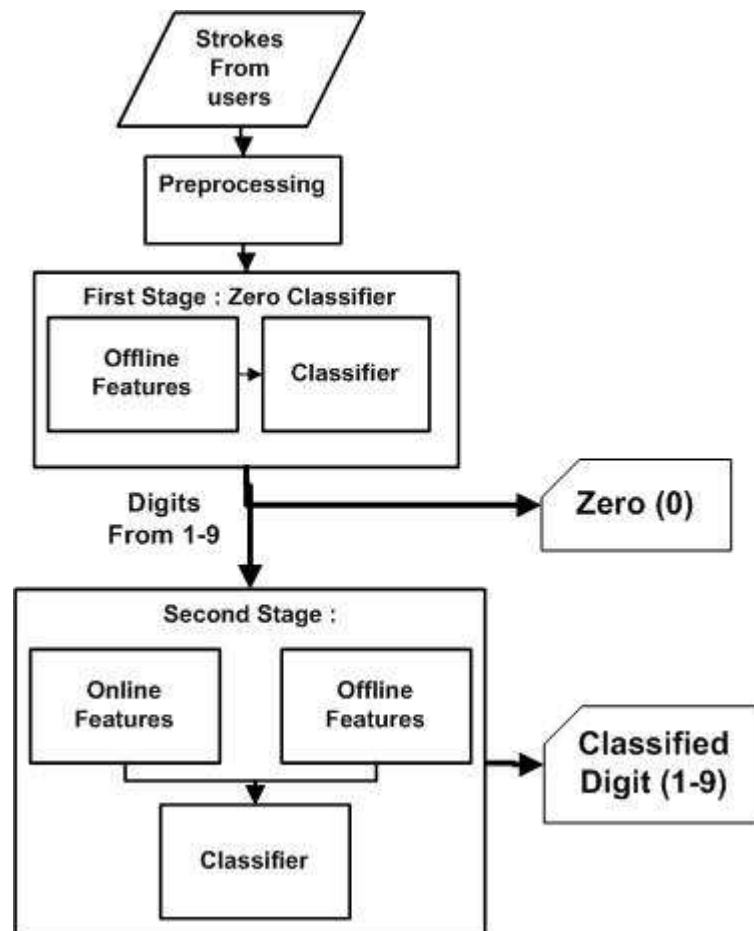 Strokes
From
users
Preprocessing
First Stage : Zero Classifier
Offline
Features
Classifier
Digits
From 1-9
Zero (0)
Second Stage :
Online
Features
Offline
Features
Classifier
Classified
Digit (1-9)